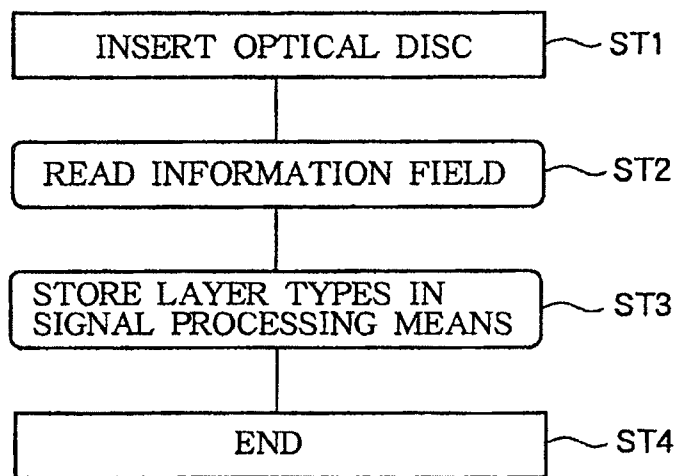 INSERT OPTICAL DISC ST1
READ INFORMATION FIELD ST2
STORE LAYER TYPES IN
SIGNAL PROCESSING MEANS ST3
END ST4